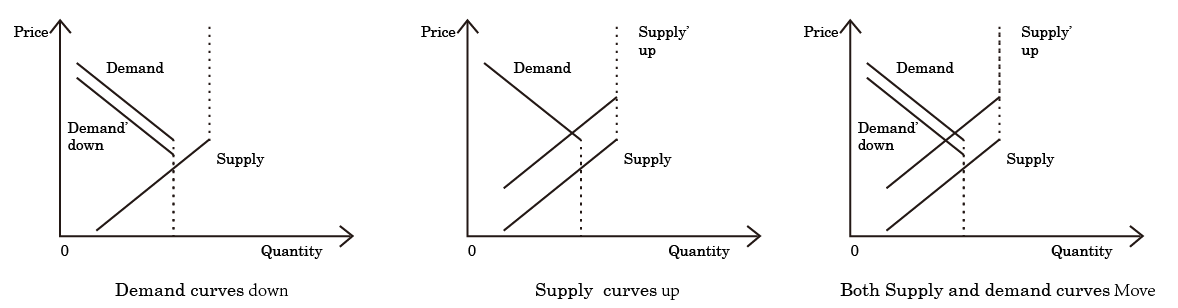 Price
Demand
Demand’
down
Supply
0
Quantity
Demand curves down
Price
Supply’
up
Demand
Supply
0
Quantity
Supply curves up
Price
Supply’
up
Demand
Demand’
down
Supply
0
Quantity
Both Supply and demand curves Move